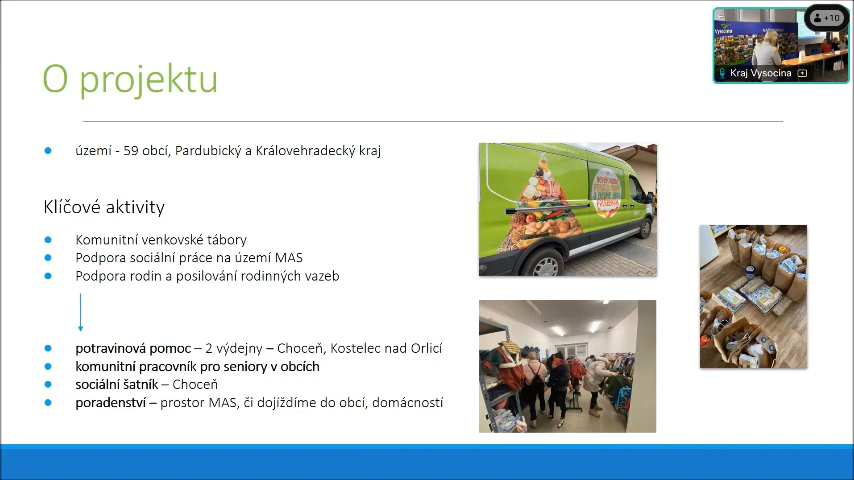 O projektu
+10
Vysočina
Kraj Vysočina
území - 59 obcí, Pardubický a Královehradecký kraj
Klíčové aktivity
Komunitní venkovské tábory
Podpora sociální práce na území MAS
Podpora rodin a posilování rodinných vazeb
potravinová pomoc – 2 výdejny – Choceň, Kostelec nad Orlicí
komunitní pracovník pro seniory v obcích
sociální šatník – Choceň
poradenství – prostor MAS, či dojíždíme do obcí, domácností